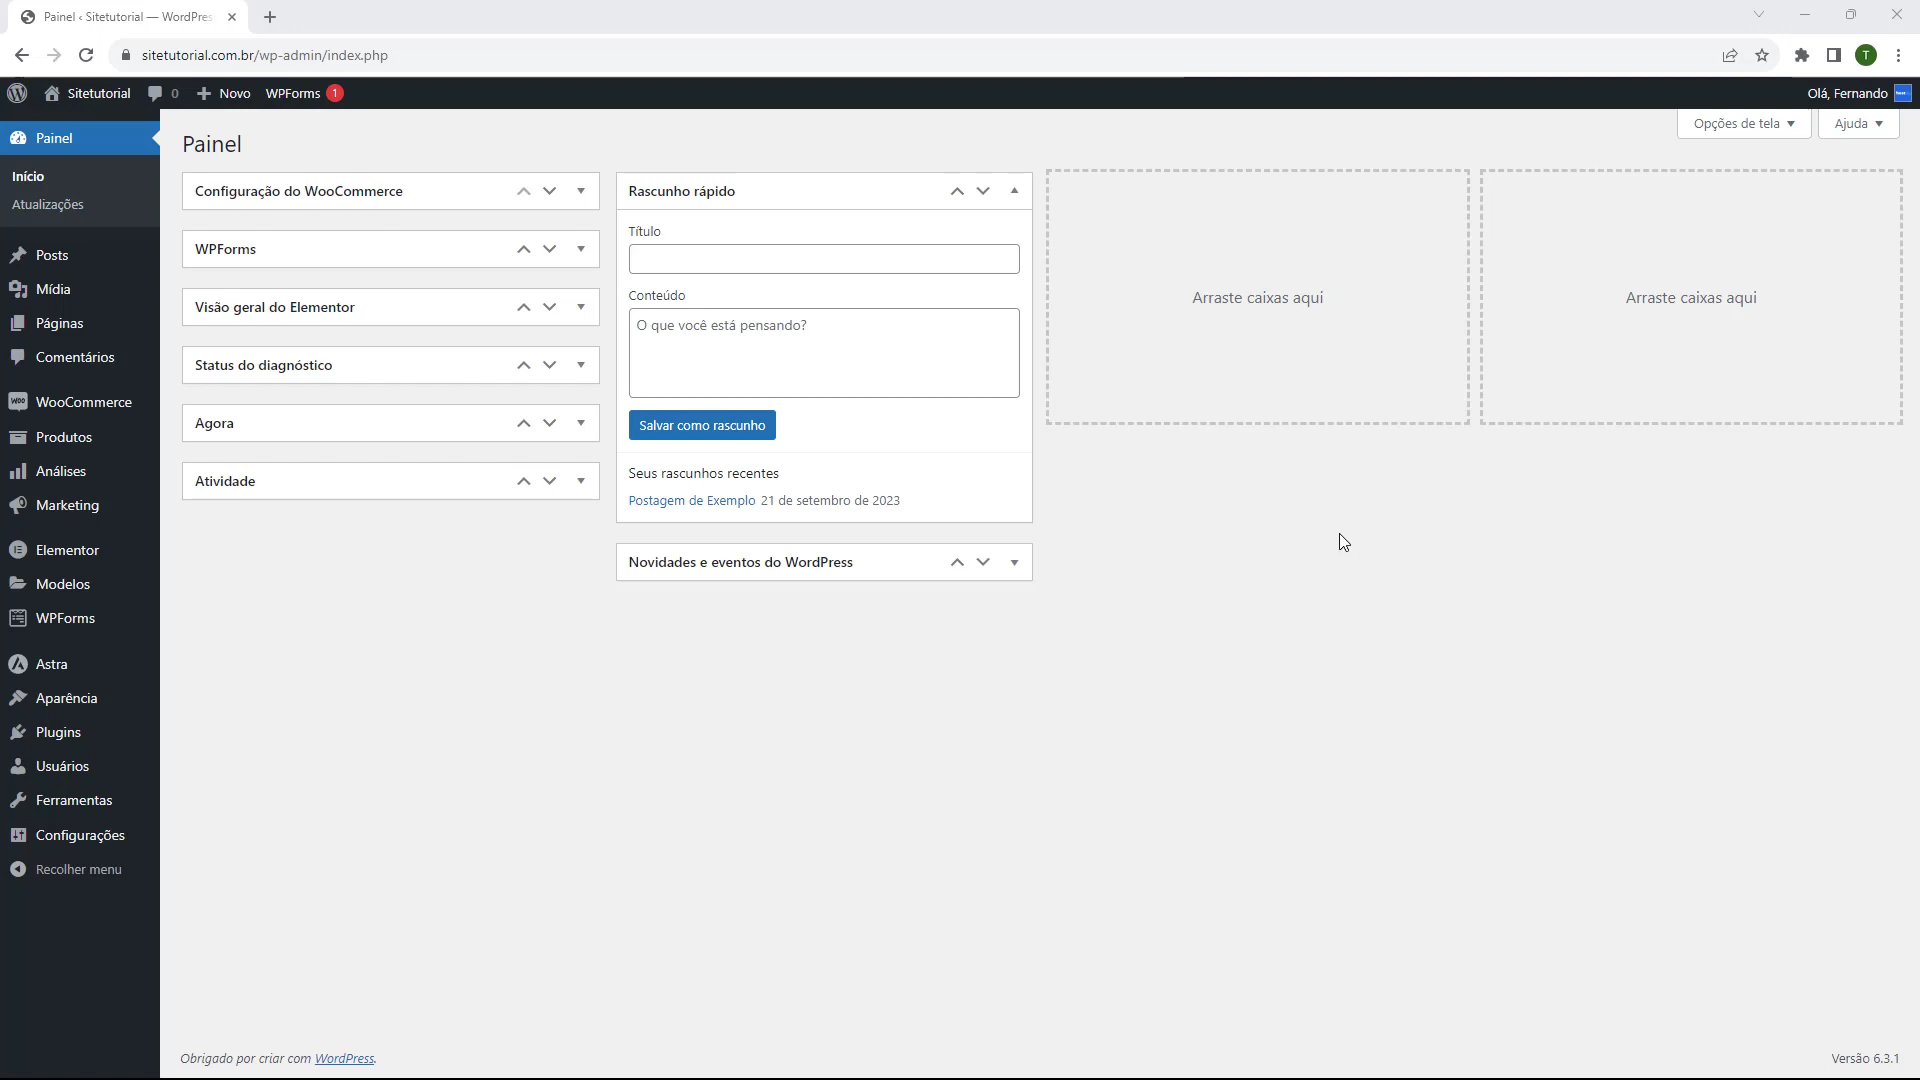 Painel ‹ Sitetutorial — WordPres
sitetutorial.com.br/wp-admin/index.php
T
Sitetutorial
0
Novo
WPForms 1
Olá, Fernando
Painel
Início
Atualizações
Posts
Mídia
Páginas
Comentários
WooCommerce
Produtos
Análises
Marketing
Elementor
Modelos
WPForms
Astra
Aparência
Plugins
Usuários
Ferramentas
Configurações
Recolher menu
Opções de tela
Ajuda
Painel
Configuração do WooCommerce
WPForms
Visão geral do Elementor
Status do diagnóstico
Agora
Atividade
Rascunho rápido
Título
Conteúdo
O que você está pensando?
Salvar como rascunho
Seus rascunhos recentes
Postagem de Exemplo 21 de setembro de 2023
Novidades e eventos do WordPress
Arraste caixas aqui
Arraste caixas aqui
Obrigado por criar com WordPress.
Versão 6.3.1